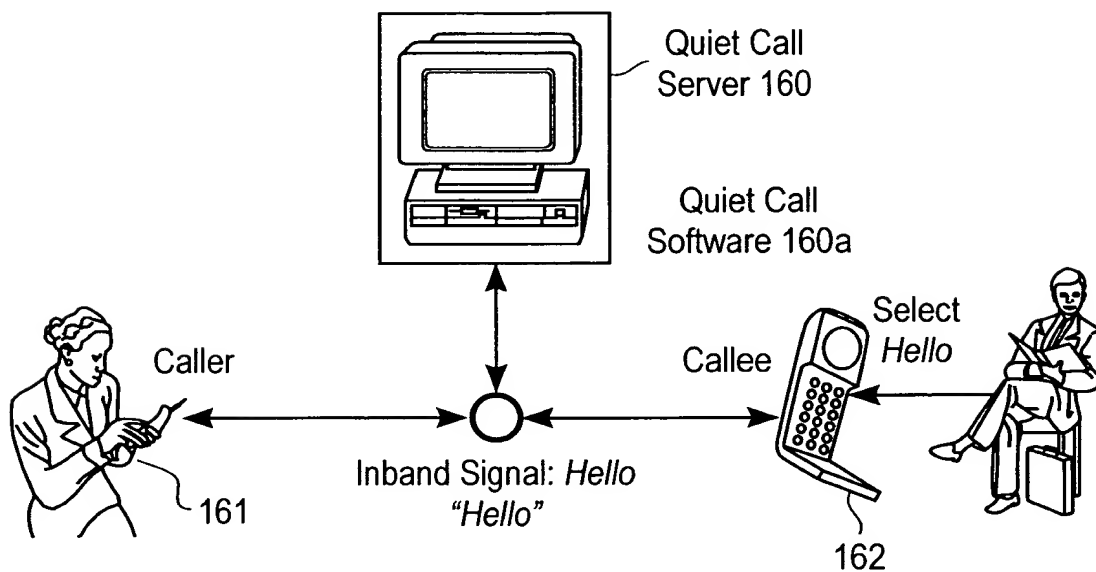 Quiet Call
Server 160
Quiet Call
Software 160a
Caller
Callee
Select
Hello
Inband Signal: Hello
“Hello”
161
162